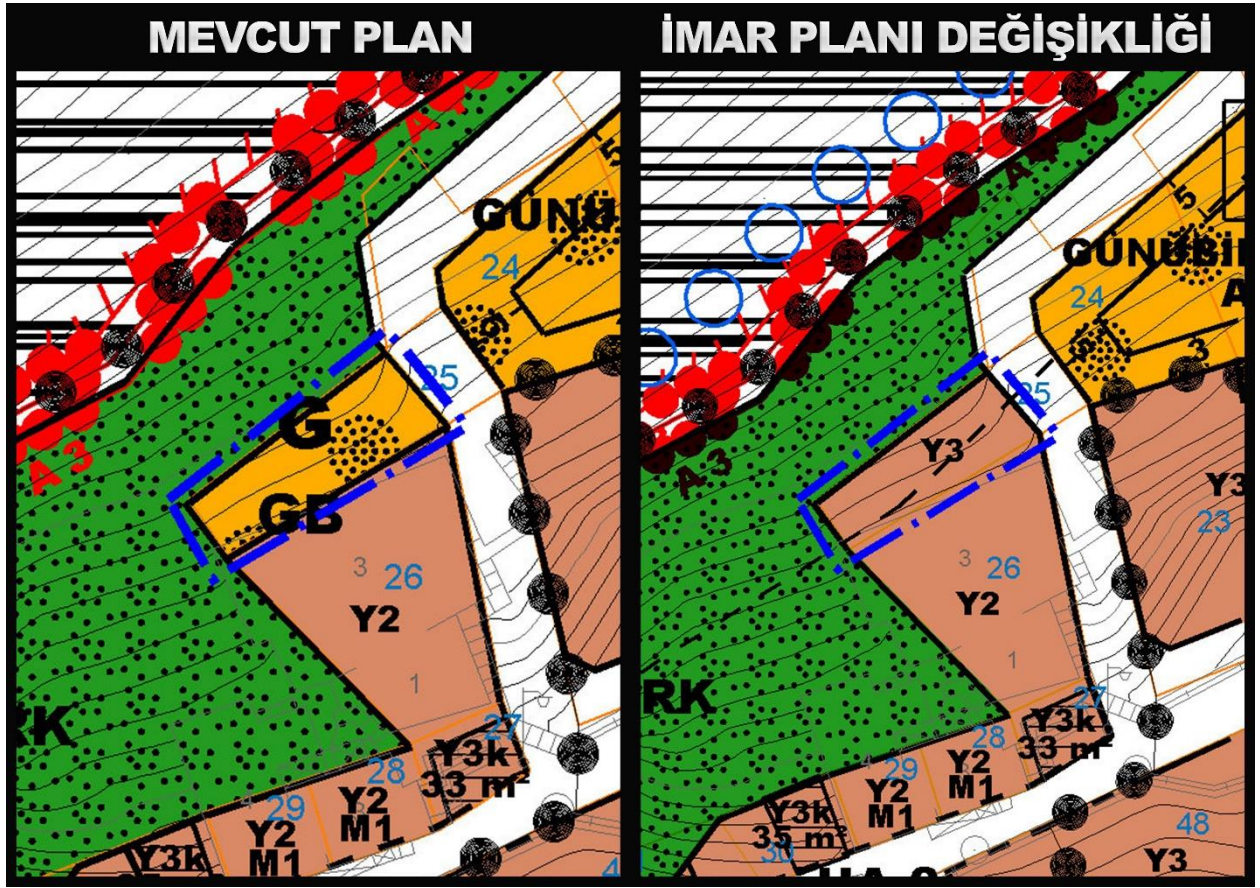 MEVCUT PLAN
A
5
GÜNÜ
24
25
G
A 3
GB
3
26
Y2
1
RK
27
Y3k
33 m²
28
29
Y2
M1
Y2
M1
Y3k
İMAR PLANI DEĞİŞİKLİĞİ
5
GÜNÜBİ
24
A
3
25
Y3
A 3
Y3
23
3
26
Y2
1
RK
27
Y3k
33 m²
28
29
Y2
M1
Y2
M1
Y3k
35 m²
30
48
Y3